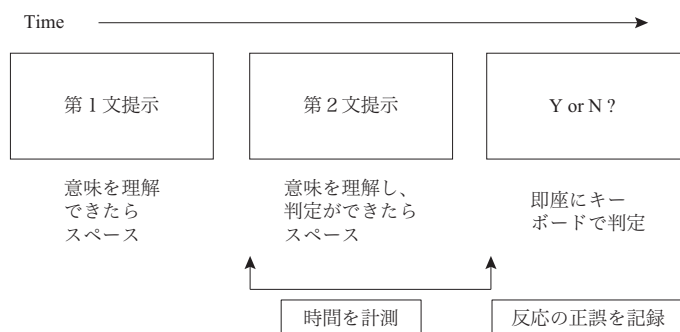 Time
第１文提示
第２文提示
Y or N ?
意味を理解
できたら
スペース
意味を理解し、
判定ができたら
スペース
即座にキー
ボードで判定
時間を計測
反応の正誤を記録